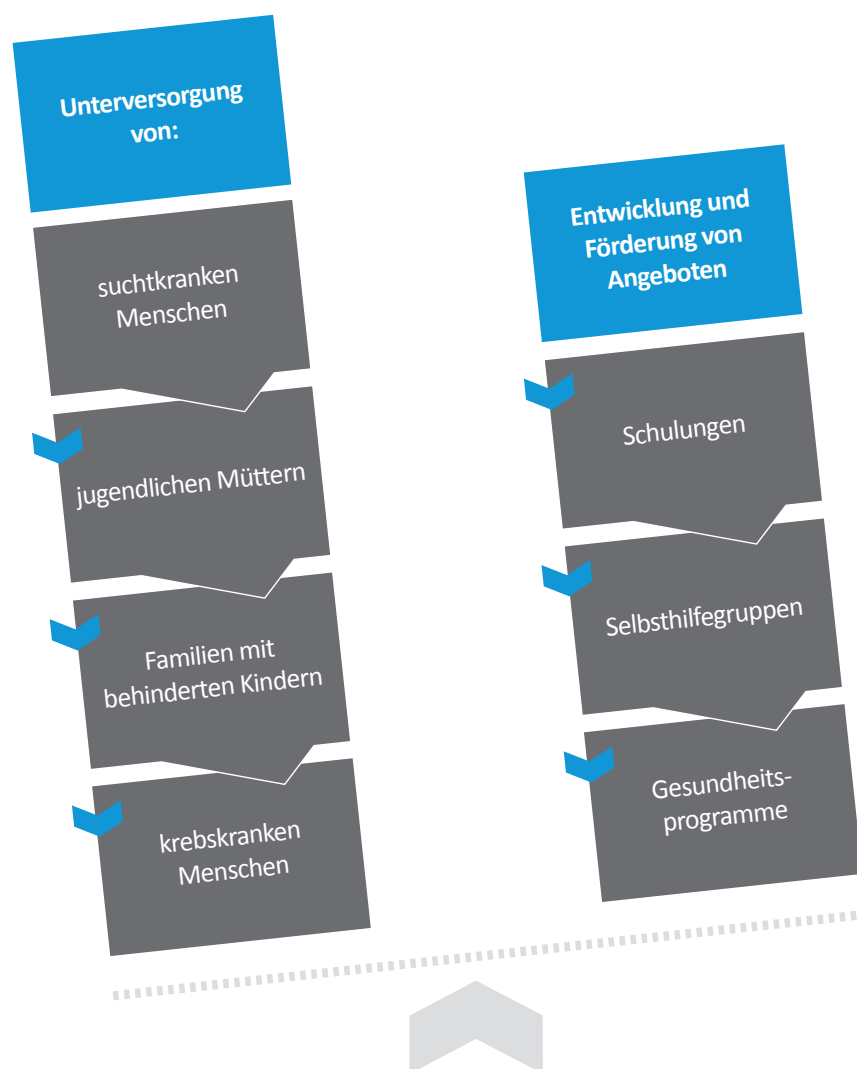 Unterversorgung
von:
suchtkranken
Menschen
jugendlichen Müttern
Familien mit
behinderten Kindern
krebskranken
Menschen
Entwicklung und
Förderung von
Angeboten
Schulungen
Selbsthilfegruppen
Gesundheits-
programme